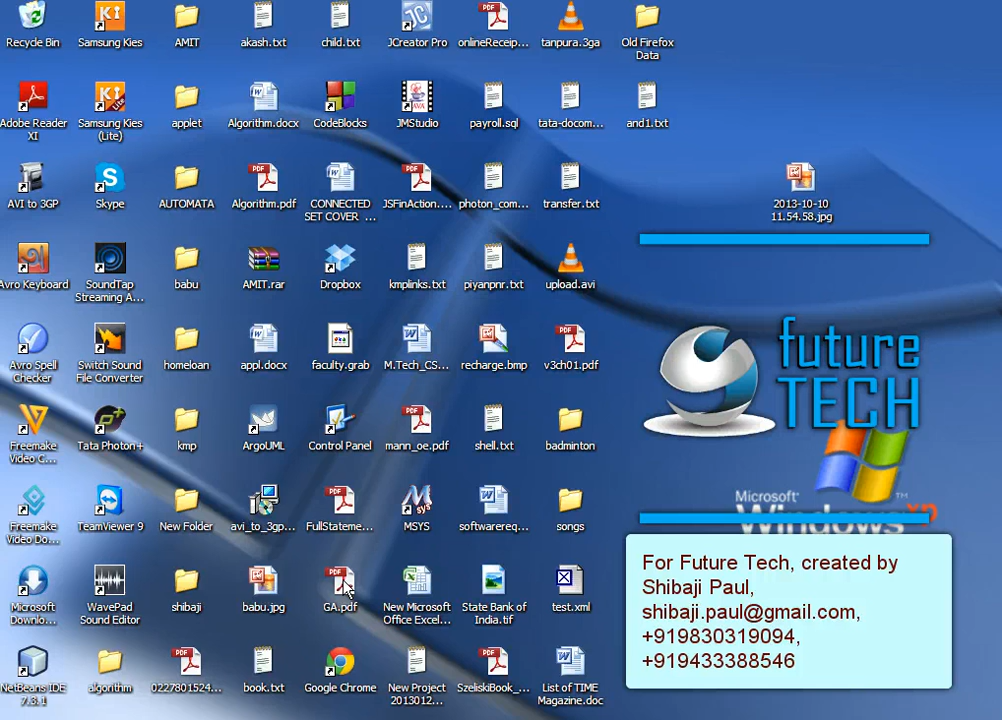 Recycle Bin
Samsung Kies
AMIT
akash.txt
child.txt
JCreator Pro
onlineReceip...
tanpura.3ga
Old Firefox
Data
Adobe Reader
XI
Samsung Kies
(Lite)
applet
Algorithm.docx
CodeBlocks
JMStudio
payroll.sql
tata-docom...
and1.txt
AVI to 3GP
Skype
AUTOMATA
Algorithm.pdf
CONNECTED
SET COVER ...
JSFinAction....
photon_com...
transfer.txt
2013-10-10
11.54.58.jpg
Avro Keyboard
SoundTap
Streaming A...
babu
AMIT.rar
Dropbox
kmplinks.txt
piyanpnr.txt
upload.avi
Avro Spell
Checker
Switch Sound
File Converter
homeloan
appl.docx
faculty.grab
M.Tech_CS...
recharge.bmp
v3ch01.pdf
future
TECH
Freemake
Video C...
Tata Photon+
kmp
ArgoUML
Control Panel
mann_oe.pdf
shell.txt
badminton
Microsoft
Windows xp
Freemake
Video Do...
TeamViewer 9
New Folder
avi_to_3gp...
FullStateme...
MSYS
softwarereq...
songs
Microsoft
Downlo...
WavePad
Sound Editor
shibaji
babu.jpg
GA.pdf
New Microsoft
Office Excel...
State Bank of
India.tif
test.xml
NetBeans IDE
7.3.1
algorithm
0227801524...
book.txt
Google Chrome
New Project
2013012...
SzeliskiBook_...
List of TIME
Magazine.doc
For Future Tech, created by
Shibaji Paul,
shibaji.paul@gmail.com,
+919830319094,
+919433388546